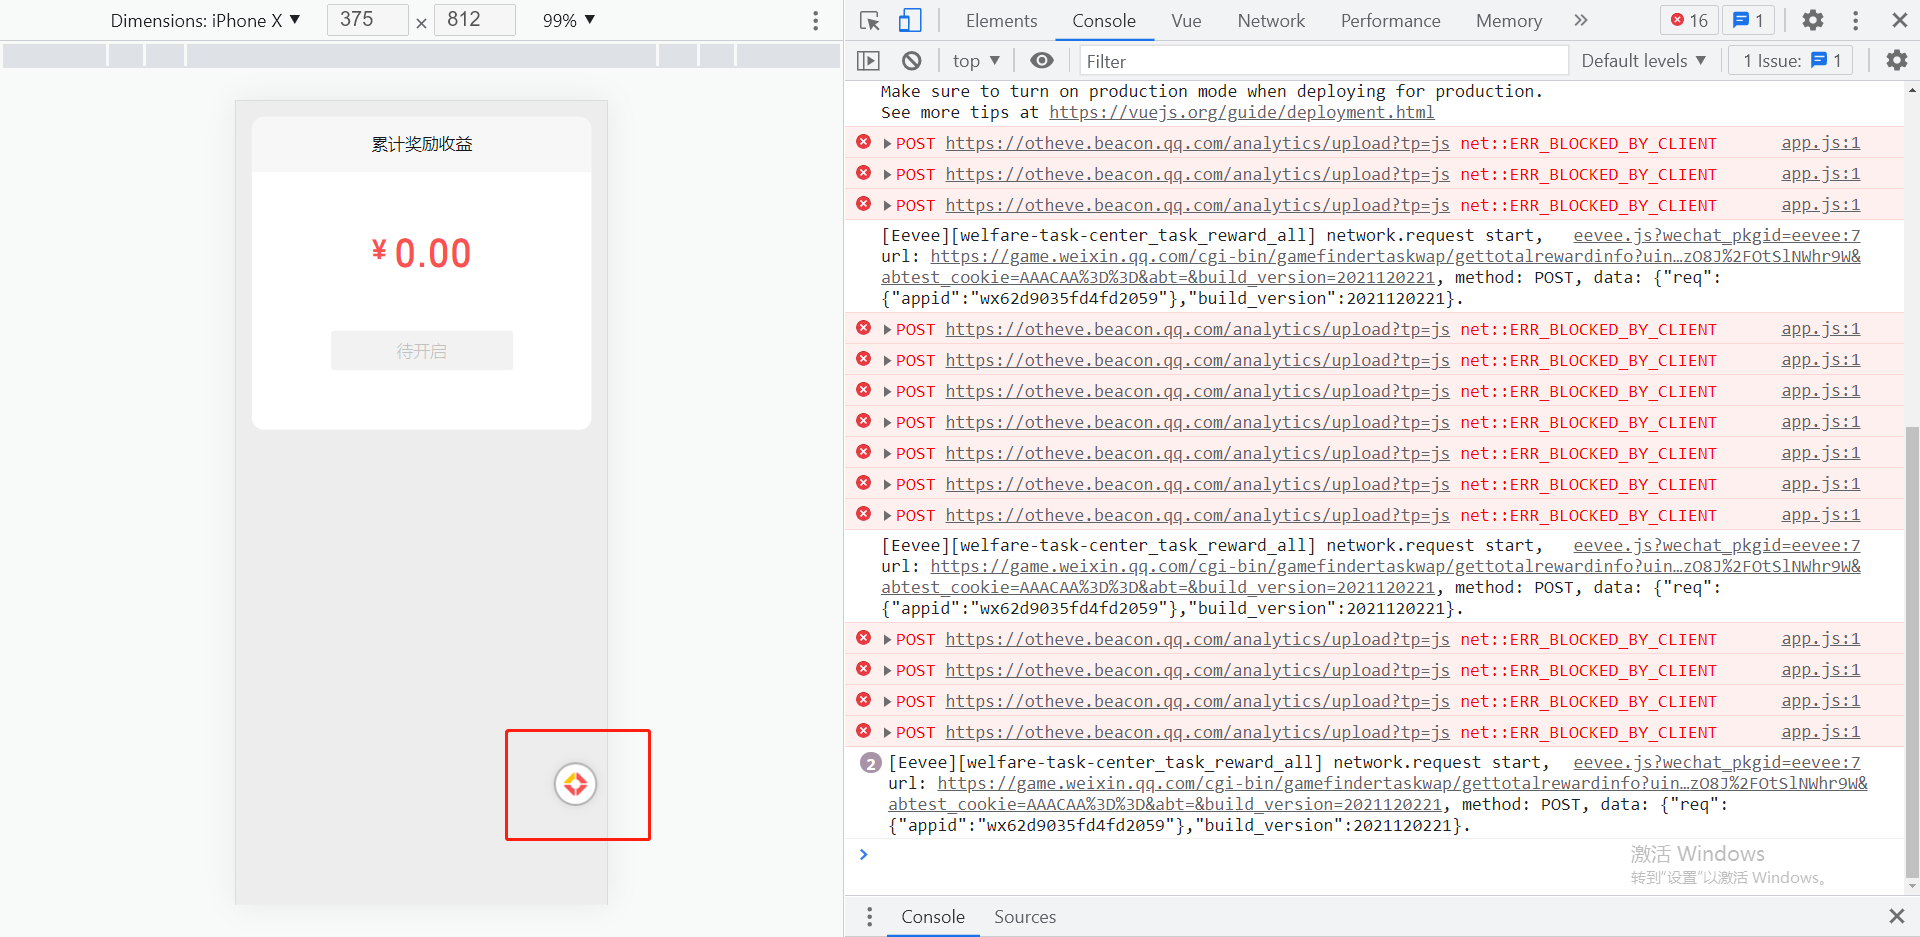 Dimensions: iPhone X ▼ 375 × 812 99% ▼
累计奖励收益
¥ 0.00
待开启
Elements Console Vue Network Performance Memory » 16 1
top ▼ Filter Default levels ▼ 1 Issue: 1
Make sure to turn on production mode when deploying for production.
See more tips at https://vuejs.org/guide/deployment.html
POST https://otheve.beacon.qq.com/analytics/upload?tp=js net::ERR_BLOCKED_BY_CLIENT app.js:1
POST https://otheve.beacon.qq.com/analytics/upload?tp=js net::ERR_BLOCKED_BY_CLIENT app.js:1
POST https://otheve.beacon.qq.com/analytics/upload?tp=js net::ERR_BLOCKED_BY_CLIENT app.js:1
[Eevee][welfare-task-center_task_reward_all] network.request start, eevee.js?wechat_pkgid=eevee:7
url: https://game.weixin.qq.com/cgi-bin/gamefindertaskwap/gettotalrewardinfo?uin…zO8J%2FOtSlNWhr9W&
abtest_cookie=AAACAA%3D%3D&abt=&build_version=2021120221, method: POST, data: {"req":
{"appid":"wx62d9035fd4fd2059"},"build_version":2021120221}.
POST https://otheve.beacon.qq.com/analytics/upload?tp=js net::ERR_BLOCKED_BY_CLIENT app.js:1
POST https://otheve.beacon.qq.com/analytics/upload?tp=js net::ERR_BLOCKED_BY_CLIENT app.js:1
POST https://otheve.beacon.qq.com/analytics/upload?tp=js net::ERR_BLOCKED_BY_CLIENT app.js:1
POST https://otheve.beacon.qq.com/analytics/upload?tp=js net::ERR_BLOCKED_BY_CLIENT app.js:1
POST https://otheve.beacon.qq.com/analytics/upload?tp=js net::ERR_BLOCKED_BY_CLIENT app.js:1
POST https://otheve.beacon.qq.com/analytics/upload?tp=js net::ERR_BLOCKED_BY_CLIENT app.js:1
POST https://otheve.beacon.qq.com/analytics/upload?tp=js net::ERR_BLOCKED_BY_CLIENT app.js:1
[Eevee][welfare-task-center_task_reward_all] network.request start, eevee.js?wechat_pkgid=eevee:7
url: https://game.weixin.qq.com/cgi-bin/gamefindertaskwap/gettotalrewardinfo?uin…zO8J%2FOtSlNWhr9W&
abtest_cookie=AAACAA%3D%3D&abt=&build_version=2021120221, method: POST, data: {"req":
{"appid":"wx62d9035fd4fd2059"},"build_version":2021120221}.
POST https://otheve.beacon.qq.com/analytics/upload?tp=js net::ERR_BLOCKED_BY_CLIENT app.js:1
POST https://otheve.beacon.qq.com/analytics/upload?tp=js net::ERR_BLOCKED_BY_CLIENT app.js:1
POST https://otheve.beacon.qq.com/analytics/upload?tp=js net::ERR_BLOCKED_BY_CLIENT app.js:1
POST https://otheve.beacon.qq.com/analytics/upload?tp=js net::ERR_BLOCKED_BY_CLIENT app.js:1
2 [Eevee][welfare-task-center_task_reward_all] network.request start, eevee.js?wechat_pkgid=eevee:7
url: https://game.weixin.qq.com/cgi-bin/gamefindertaskwap/gettotalrewardinfo?uin…zO8J%2FOtSlNWhr9W&
abtest_cookie=AAACAA%3D%3D&abt=&build_version=2021120221, method: POST, data: {"req":
{"appid":"wx62d9035fd4fd2059"},"build_version":2021120221}.
激活 Windows
转到“设置”以激活 Windows。
Console Sources